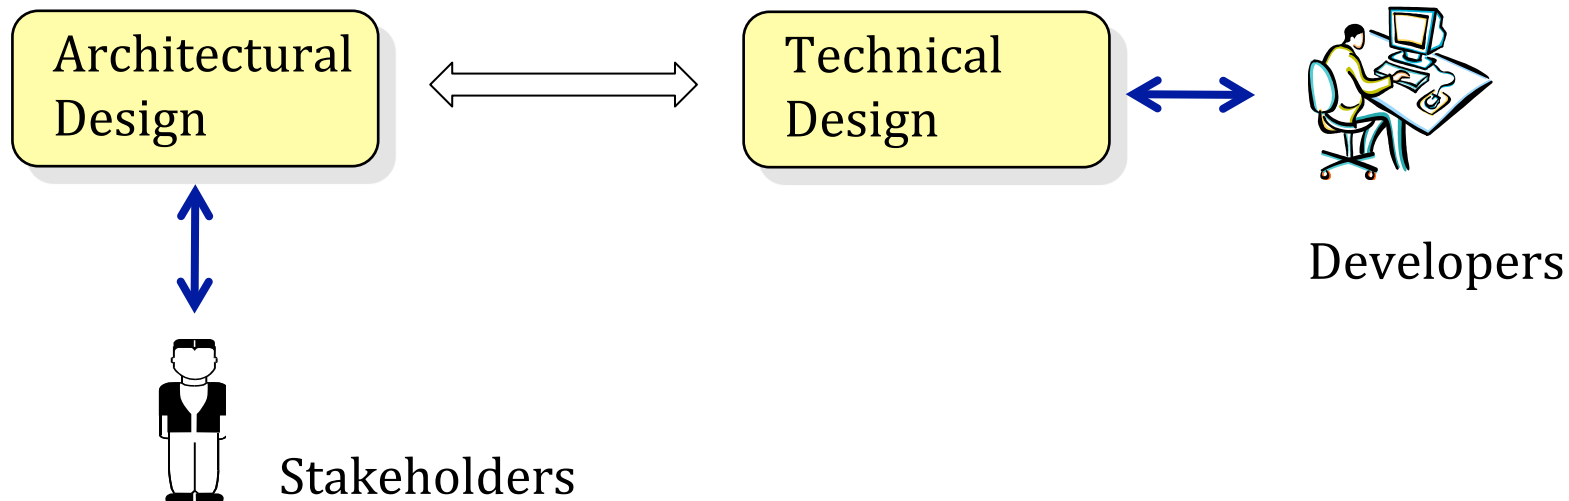 Architectural
Design
Technical
Design
Developers
Stakeholders